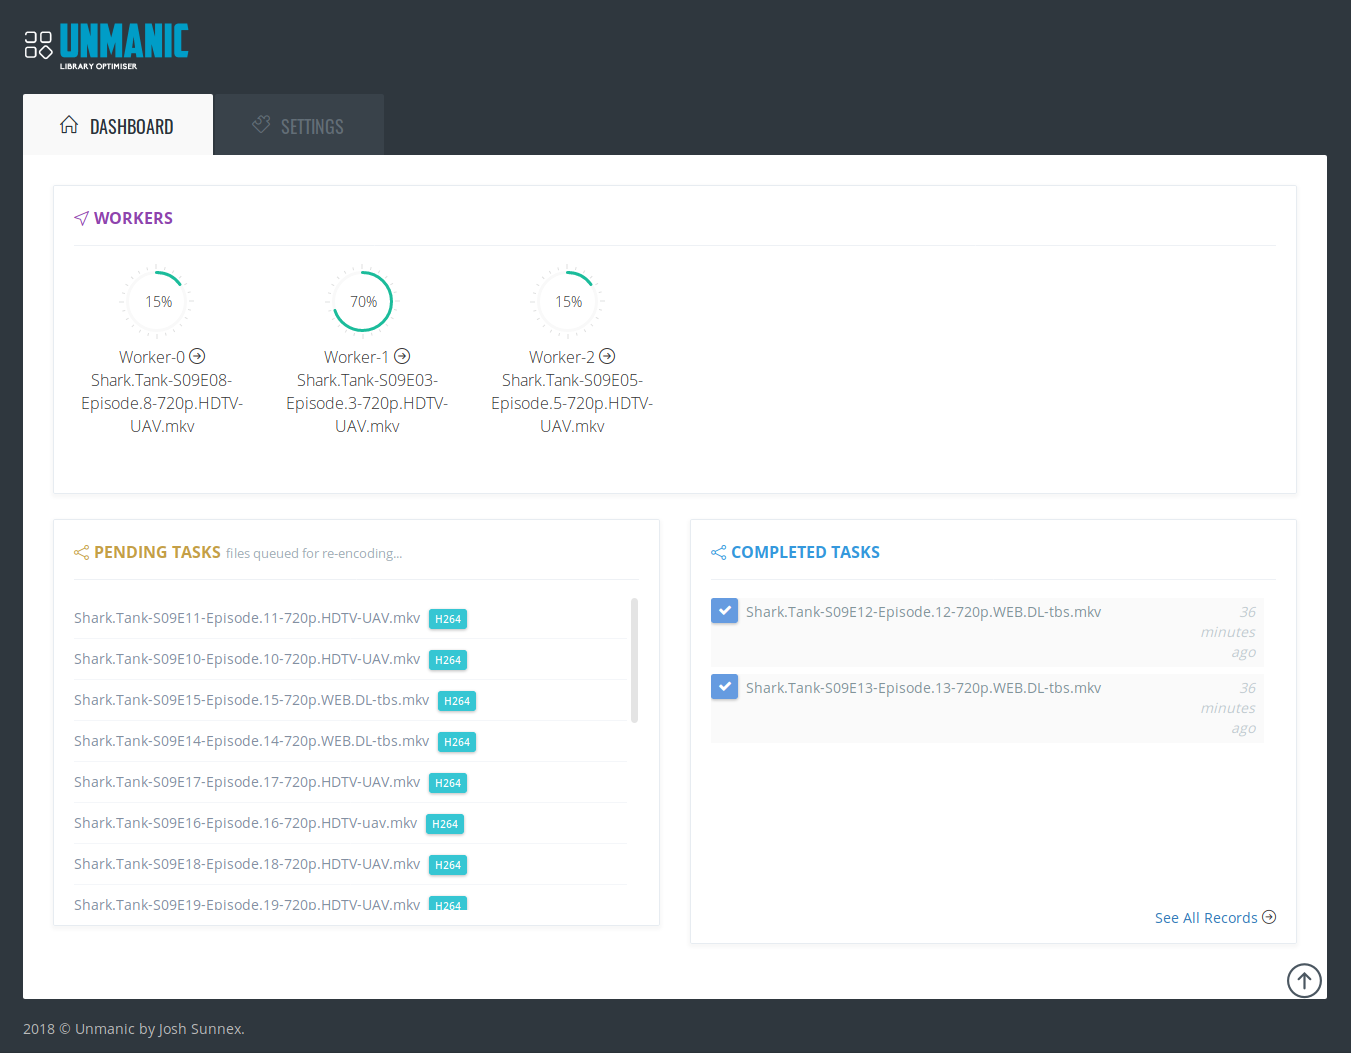 UNMANIC
LIBRARY OPTIMISER
DASHBOARD
SETTINGS
WORKERS
15%
Worker-0
Shark.Tank-S09E08-
Episode.8-720p.HDTV-
UAV.mkv
70%
Worker-1
Shark.Tank-S09E03-
Episode.3-720p.HDTV-
UAV.mkv
15%
Worker-2
Shark.Tank-S09E05-
Episode.5-720p.HDTV-
UAV.mkv
PENDING TASKS files queued for re-encoding...
Shark.Tank-S09E11-Episode.11-720p.HDTV-UAV.mkv H264
Shark.Tank-S09E10-Episode.10-720p.HDTV-UAV.mkv H264
Shark.Tank-S09E15-Episode.15-720p.WEB.DL-tbs.mkv H264
Shark.Tank-S09E14-Episode.14-720p.WEB.DL-tbs.mkv H264
Shark.Tank-S09E17-Episode.17-720p.HDTV-UAV.mkv H264
Shark.Tank-S09E16-Episode.16-720p.HDTV-uav.mkv H264
Shark.Tank-S09E18-Episode.18-720p.HDTV-UAV.mkv H264
Shark.Tank-S09E19-Episode.19-720p.HDTV-UAV.mkv H264
COMPLETED TASKS
Shark.Tank-S09E12-Episode.12-720p.WEB.DL-tbs.mkv
36
minutes
ago
Shark.Tank-S09E13-Episode.13-720p.WEB.DL-tbs.mkv
36
minutes
ago
See All Records
2018 © Unmanic by Josh Sunnex.